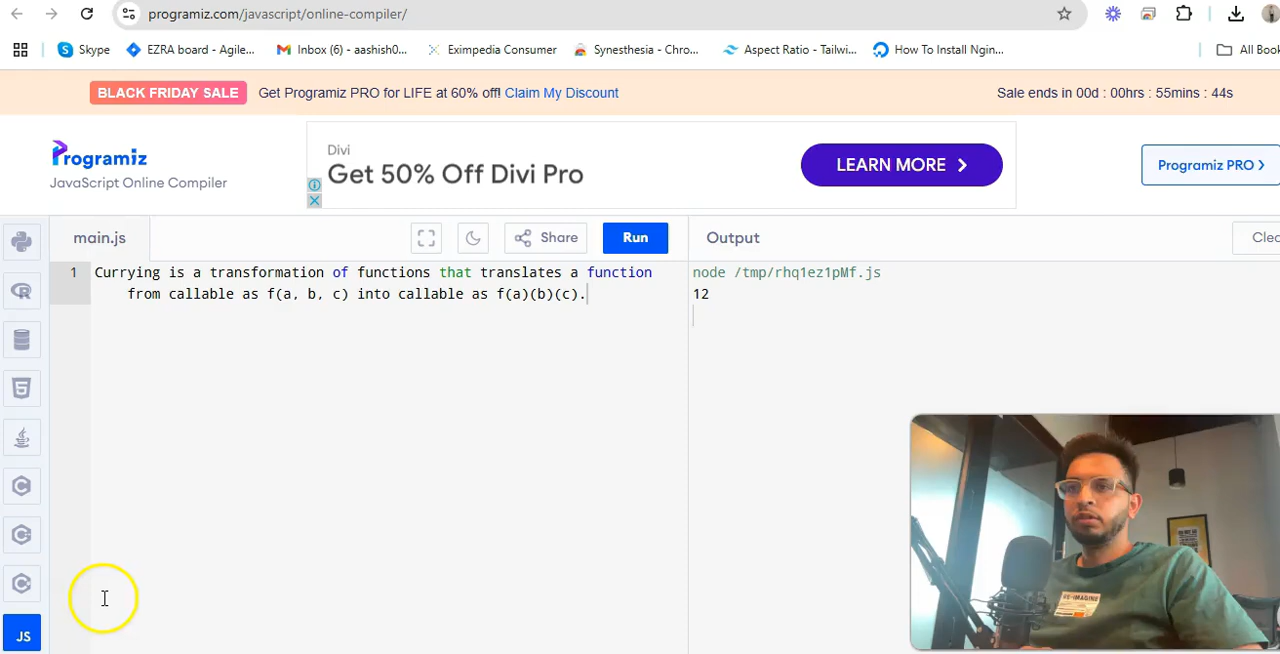 programiz.com/javascript/online-compiler/
Skype
EZRA board - Agile...
Inbox (6) - aashish0...
Eximpedia Consumer
Synesthesia - Chro...
Aspect Ratio - Tailwi...
How To Install Ngin...
All Bool
BLACK FRIDAY SALE
Get Programiz PRO for LIFE at 60% off! Claim My Discount
Sale ends in 00d : 00hrs : 55mins : 44s
Programiz
JavaScript Online Compiler
Divi
Get 50% Off Divi Pro
LEARN MORE
Programiz PRO
main.js
Share
Run
Output
Clea
1
Currying is a transformation of functions that translates a function
from callable as f(a, b, c) into callable as f(a)(b)(c).
node /tmp/rhq1ez1pMf.js
12
RE-IMAGINE
JS